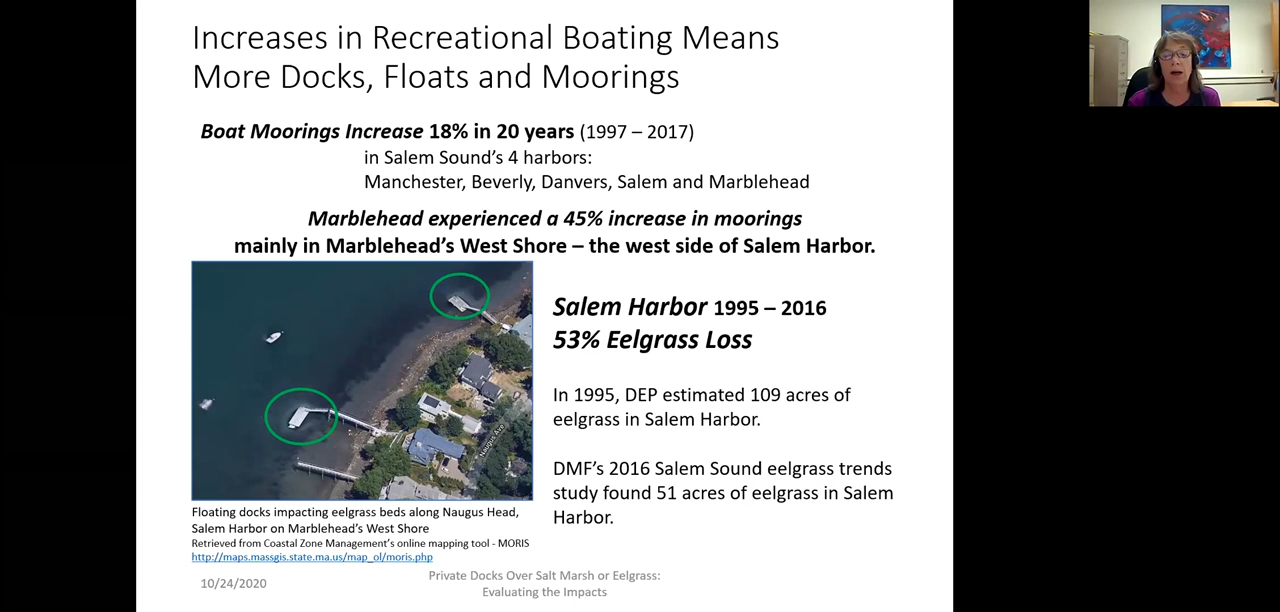 Increases in Recreational Boating Means
More Docks, Floats and Moorings
Boat Moorings Increase 18% in 20 years (1997 – 2017)
in Salem Sound's 4 harbors:
Manchester, Beverly, Danvers, Salem and Marblehead
Marblehead experienced a 45% increase in moorings
mainly in Marblehead's West Shore – the west side of Salem Harbor.
Naugus Ave
Salem Harbor 1995 – 2016
53% Eelgrass Loss
In 1995, DEP estimated 109 acres of
eelgrass in Salem Harbor.
DMF's 2016 Salem Sound eelgrass trends
study found 51 acres of eelgrass in Salem
Harbor.
Floating docks impacting eelgrass beds along Naugus Head,
Salem Harbor on Marblehead's West Shore
Retrieved from Coastal Zone Management's online mapping tool - MORIS
http://maps.massgis.state.ma.us/map_ol/moris.php
10/24/2020
Private Docks Over Salt Marsh or Eelgrass:
Evaluating the Impacts